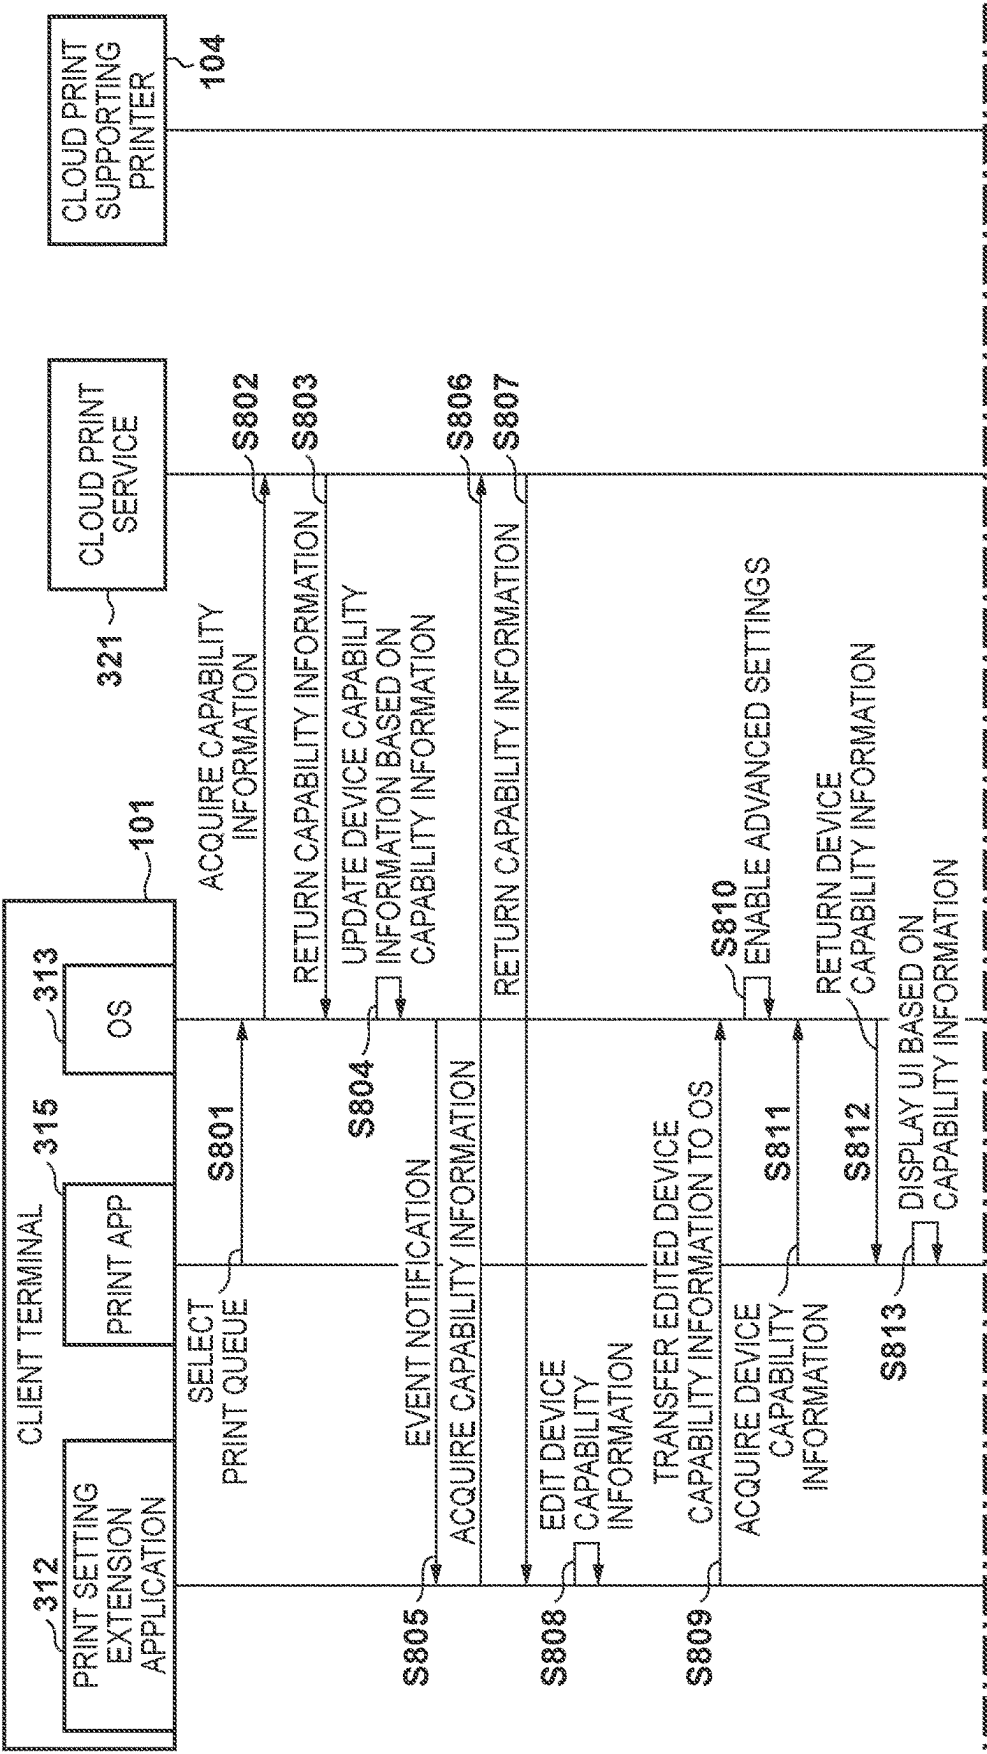 CLIENT TERMINAL
101
312
PRINT SETTING
EXTENSION
APPLICATION
315
PRINT APP
313
OS
321
CLOUD PRINT
SERVICE
CLOUD PRINT
SUPPORTING
PRINTER
104
SELECT
PRINT QUEUE
S801
ACQUIRE CAPABILITY
INFORMATION
S802
RETURN CAPABILITY INFORMATION
S803
S804
UPDATE DEVICE CAPABILITY
INFORMATION BASED ON
CAPABILITY INFORMATION
S805
EVENT NOTIFICATION
ACQUIRE CAPABILITY INFORMATION
S806
RETURN CAPABILITY INFORMATION
S807
S808
EDIT DEVICE
CAPABILITY
INFORMATION
S809
TRANSFER EDITED DEVICE
CAPABILITY INFORMATION TO OS
S810
ENABLE ADVANCED SETTINGS
ACQUIRE DEVICE
CAPABILITY
INFORMATION
S811
S812
RETURN DEVICE
CAPABILITY INFORMATION
S813
DISPLAY UI BASED ON
CAPABILITY INFORMATION